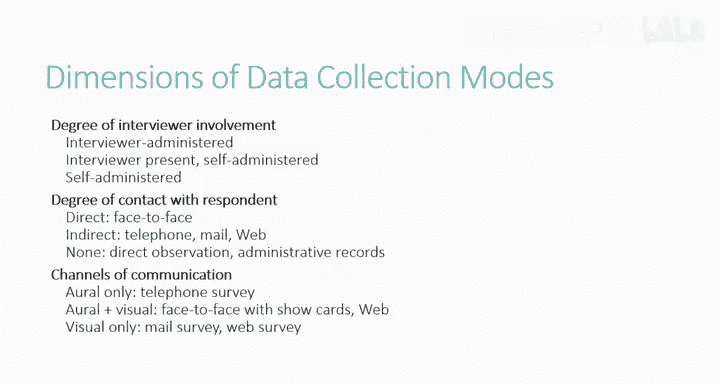 Dimensions of Data Collection Modes
Degree of interviewer involvement
Interviewer-administered
Interviewer present, self-administered
Self-administered
Degree of contact with respondent
Direct: face-to-face
Indirect: telephone, mail, Web
None: direct observation, administrative records
Channels of communication
Aural only: telephone survey
Aural + visual: face-to-face with show cards, Web
Visual only: mail survey, web survey